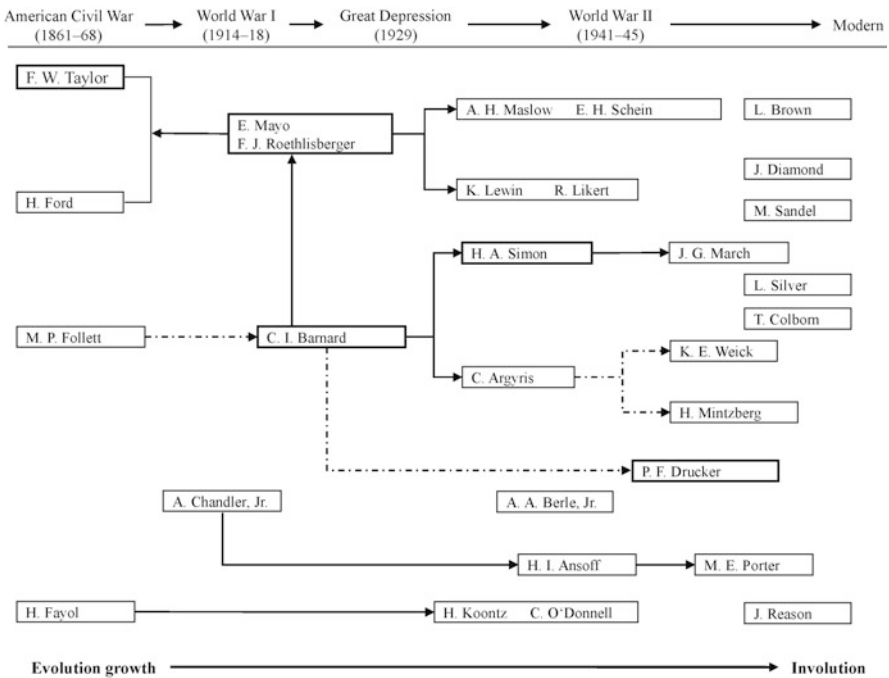 American Civil War World War I Great Depression World War II Modern
(1861–68) (1914–18) (1929) (1941–45)
F. W. Taylor
A. H. Maslow E. H. Schein
L. Brown
E. Mayo
F. J. Roethlisberger
J. Diamond
K. Lewin R. Likert
H. Ford
M. Sandel
H. A. Simon
J. G. March
L. Silver
T. Colborn
M. P. Follett
C. I. Barnard
K. E. Weick
C. Argyris
H. Mintzberg
P. F. Drucker
A. Chandler, Jr.
A. A. Berle, Jr.
H. I. Ansoff
M. E. Porter
H. Fayol
H. Koontz C. O'Donnell
J. Reason
Evolution growth Involution